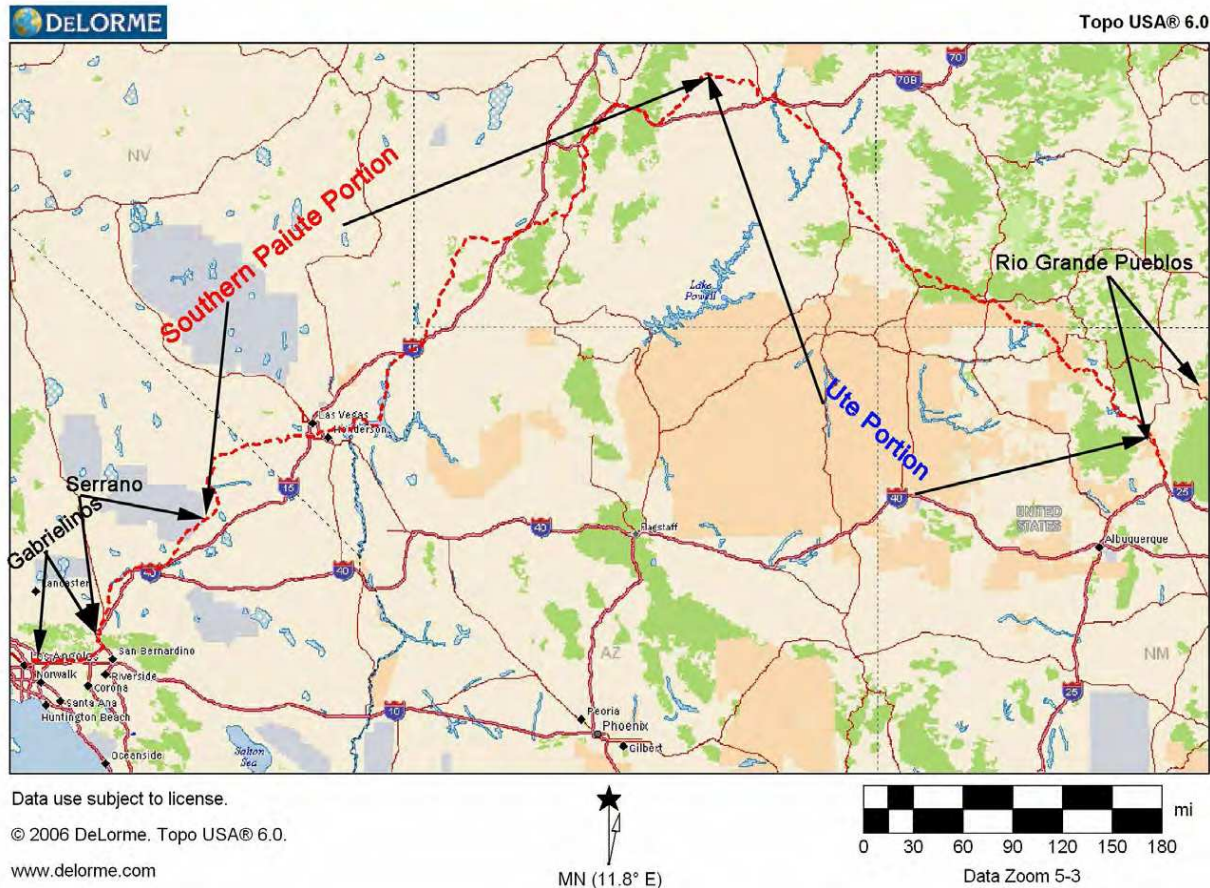 DELORME
Topo USA® 6.0
70
70B
NV
Southern Paiute Portion
Lake
Powell
Rio Grande Pueblos
15
Las Vegas
Henderson
Ute Portion
Serrano
15
40
25
Gabrielinos
40
Flagstaff
UNITED
STATES
Albuquerque
Lancaster
40
40
Los Angeles
San Bernardino
AZ
NM
Norwalk
Riverside
Corona
Santa Ana
25
Huntington Beach
10
Peoria
Phoenix
Gilbert
Oceanside
Salton
Sea
Data use subject to license.
© 2006 DeLorme. Topo USA® 6.0.
www.delorme.com
MN (11.8° E)
mi
0 30 60 90 120 150 180
Data Zoom 5-3